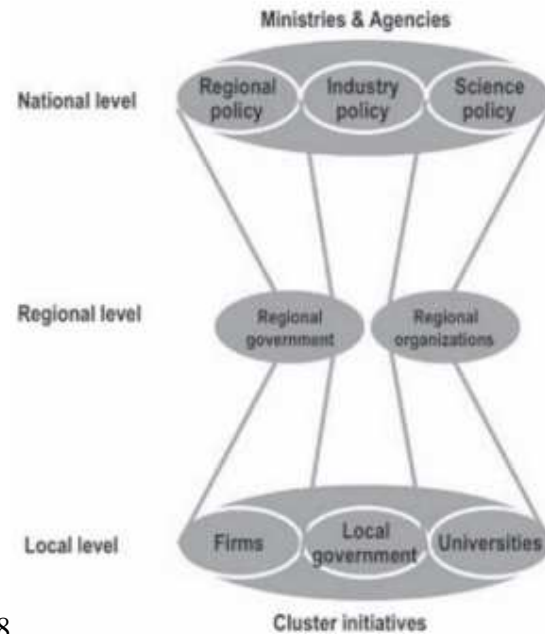 Ministries & Agencies
National level
Regional
policy
Industry
policy
Science
policy
Regional level
Regional
government
Regional
organizations
Local level
Firms
Local
government
Universities
8
Cluster initiatives